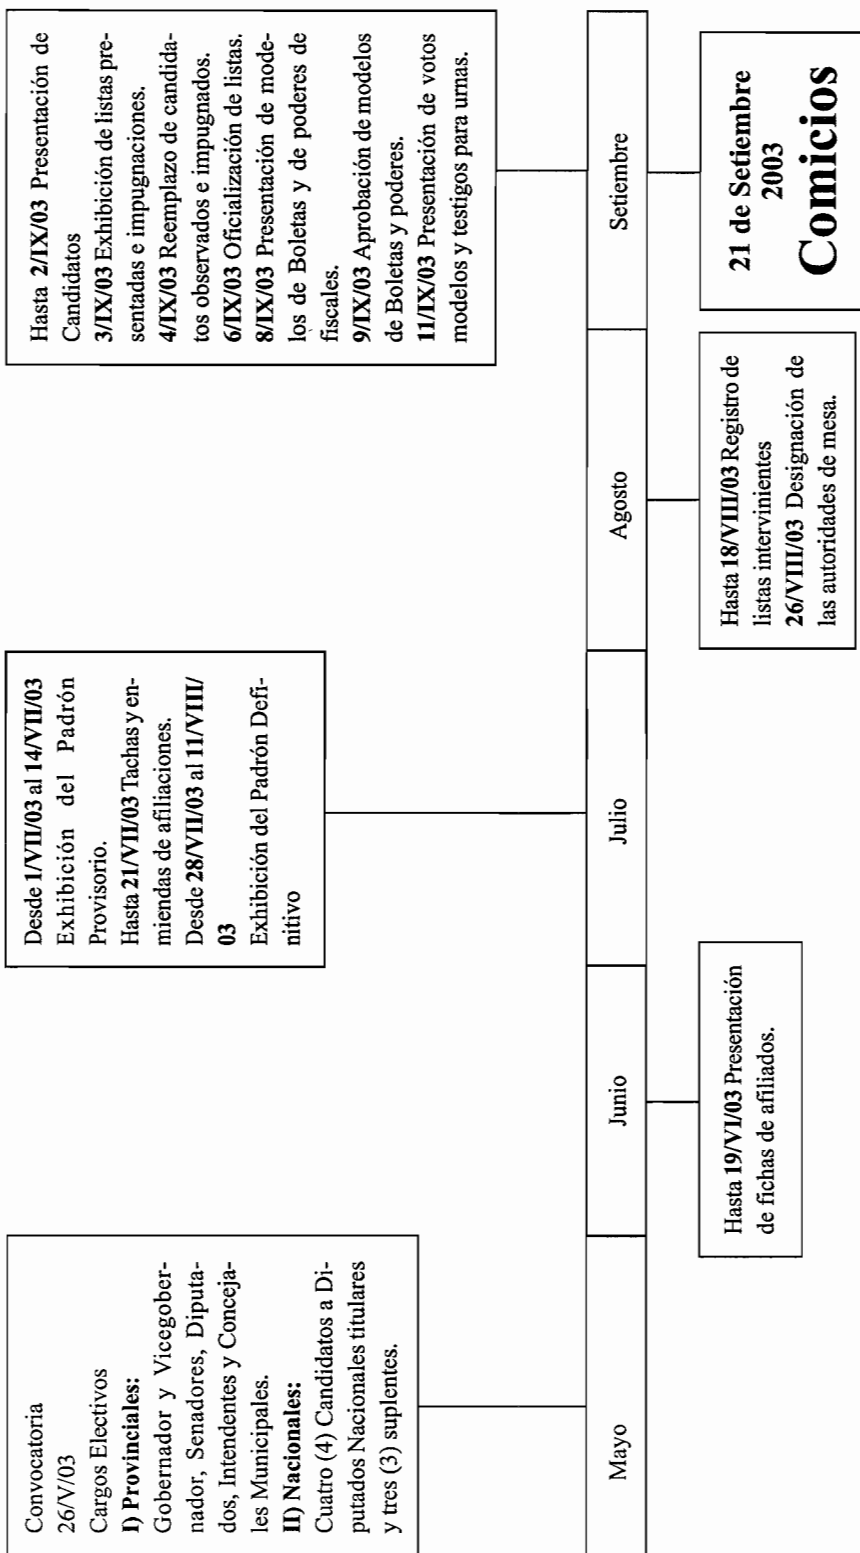 Convocatoria
26/V/03
Cargos Electivos
I) Provinciales:
Gobernador y Vicegober-
nador, Senadores, Diputa-
dos, Intendentes y Conceja-
les Municipales.
II) Nacionales:
Cuatro (4) Candidatos a Di-
putados Nacionales titulares
y tres (3) suplentes.
Desde 1/VII/03 al 14/VII/03
Exhibición del Padrón
Provisorio.
Hasta 21/VII/03 Tachas y en-
miendas de afiliaciones.
Desde 28/VII/03 al 11/VIII/
03
Exhibición del Padrón Defi-
nitivo
Hasta 2/IX/03 Presentación de
Candidatos
3/IX/03 Exhibición de listas pre-
sentadas e impugnaciones.
4/IX/03 Reemplazo de candida-
tos observados e impugnados.
6/IX/03 Oficialización de listas.
8/IX/03 Presentación de mode-
los de Boletas y de poderes de
fiscales.
9/IX/03 Aprobación de modelos
de Boletas y poderes.
11/IX/03 Presentación de votos
modelos y testigos para urnas.
Mayo
Junio
Julio
Agosto
Setiembre
Hasta 19/VI/03 Presentación
de fichas de afiliados.
Hasta 18/VIII/03 Registro de
listas intervinientes
26/VIII/03 Designación de
las autoridades de mesa.
21 de Setiembre
2003
Comicios